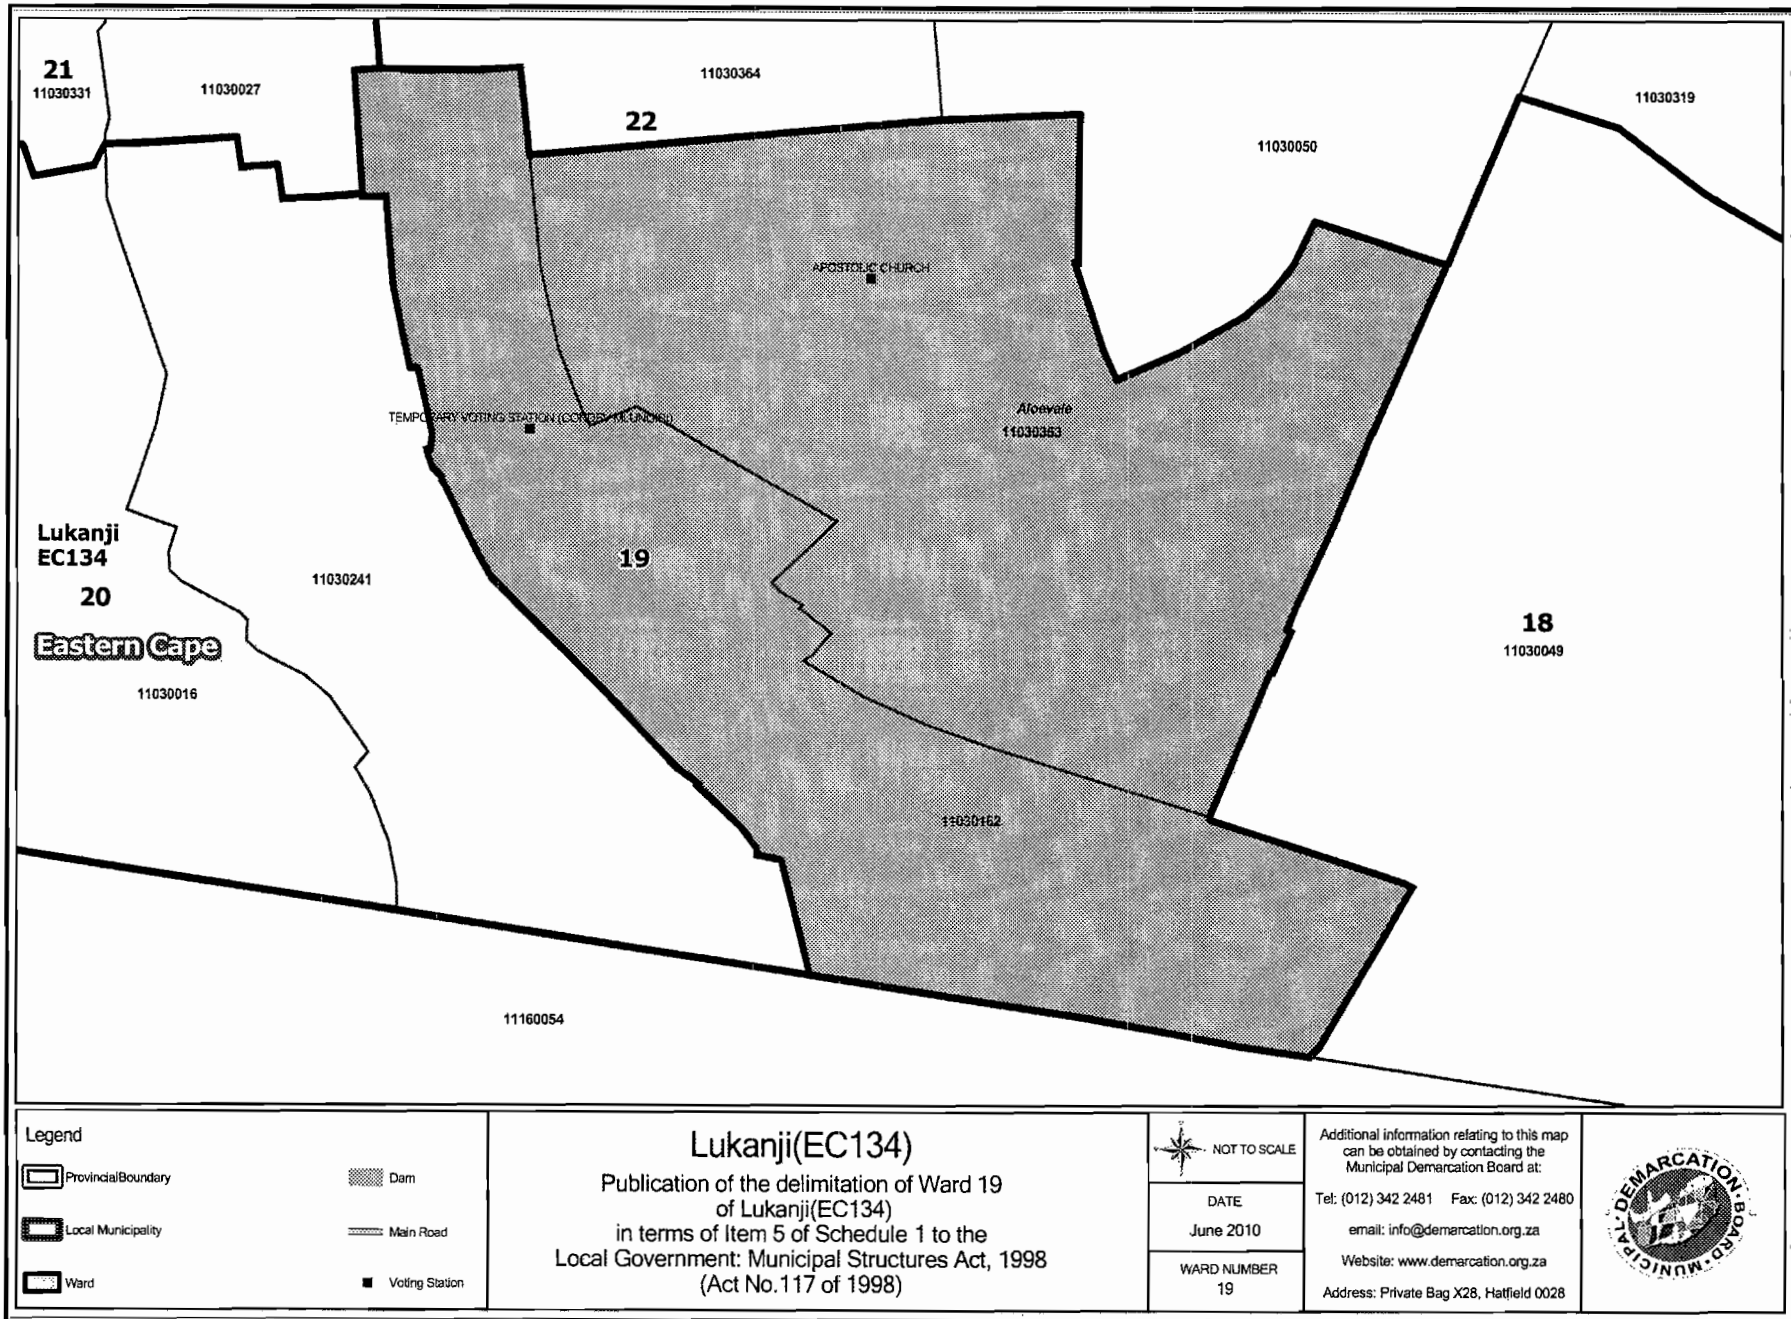 21
11030331
11030027
11030364
22
11030050
11030319
APOSTOLIC CHURCH
Aloevale
11030363
TEMPORARY VOTING STATION
19
Lukanji
EC134
20
Eastern Cape
11030241
11030016
18
11030049
11030162
11160054
Legend
ProvincialBoundary
Local Municipality
Ward
Dam
Main Road
Voting Station
Lukanji(EC134)
Publication of the delimitation of Ward 19
of Lukanji(EC134)
in terms of Item 5 of Schedule 1 to the
Local Government: Municipal Structures Act, 1998
(Act No.117 of 1998)
NOT TO SCALE
DATE
June 2010
WARD NUMBER
19
Additional information relating to this map
can be obtained by contacting the
Municipal Demarcation Board at:
Tel: (012) 342 2481 Fax: (012) 342 2480
email: info@demarcation.org.za
Website: www.demarcation.org.za
Address: Private Bag X28, Hatfield 0028
MUNICIPAL · DEMARCATION · BOARD ·